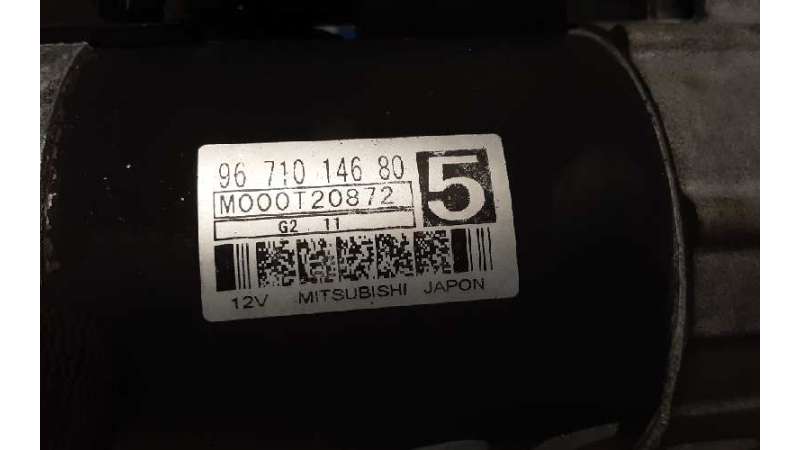 96 710 146 80
5
M000T20872
G2 11
12V MITSUBISHI JAPON